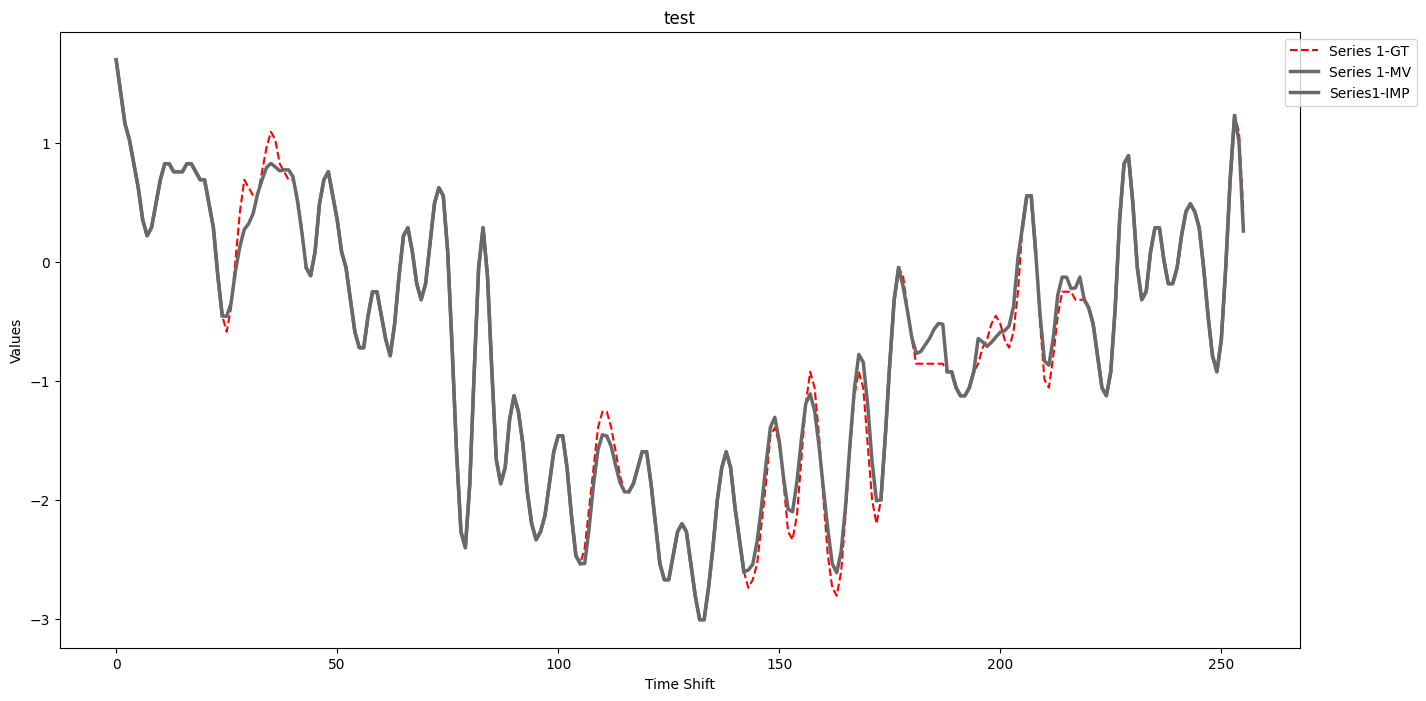 test
Series 1-GT
Series 1-MV
Series1-IMP
1
0
−1
−2
−3
Values
0 50 100 150 200 250
Time Shift